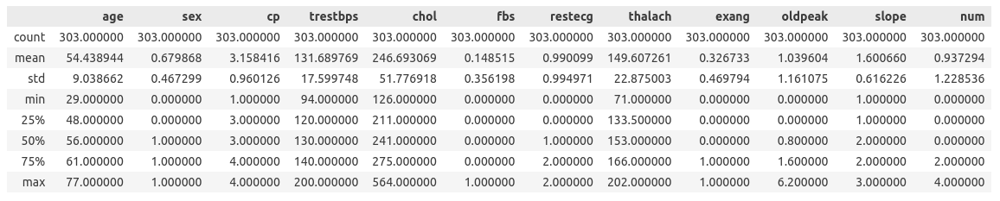 age sex cp trestbps chol fbs restecg thalach exang oldpeak slope num
count 303.000000 303.000000 303.000000 303.000000 303.000000 303.000000 303.000000 303.000000 303.000000 303.000000 303.000000 303.000000
mean 54.438944 0.679868 3.158416 131.689769 246.693069 0.148515 0.990099 149.607261 0.326733 1.039604 1.600660 0.937294
std 9.038662 0.467299 0.960126 17.599748 51.776918 0.356198 0.994971 22.875003 0.469794 1.161075 0.616226 1.228536
min 29.000000 0.000000 1.000000 94.000000 126.000000 0.000000 0.000000 71.000000 0.000000 0.000000 1.000000 0.000000
25% 48.000000 0.000000 3.000000 120.000000 211.000000 0.000000 0.000000 133.500000 0.000000 0.000000 1.000000 0.000000
50% 56.000000 1.000000 3.000000 130.000000 241.000000 0.000000 1.000000 153.000000 0.000000 0.800000 2.000000 0.000000
75% 61.000000 1.000000 4.000000 140.000000 275.000000 0.000000 2.000000 166.000000 1.000000 1.600000 2.000000 2.000000
max 77.000000 1.000000 4.000000 200.000000 564.000000 1.000000 2.000000 202.000000 1.000000 6.200000 3.000000 4.000000